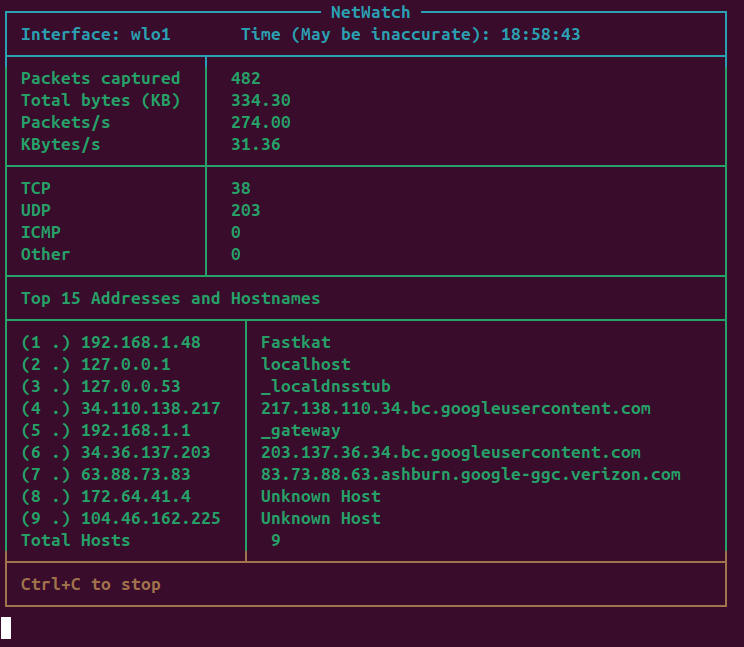 NetWatch
Interface: wlo1 Time (May be inaccurate): 18:58:43
Packets captured 482
Total bytes (KB) 334.30
Packets/s 274.00
KBytes/s 31.36
TCP 38
UDP 203
ICMP 0
Other 0
Top 15 Addresses and Hostnames
(1 .) 192.168.1.48 Fastkat
(2 .) 127.0.0.1 localhost
(3 .) 127.0.0.53 _localdnsstub
(4 .) 34.110.138.217 217.138.110.34.bc.googleusercontent.com
(5 .) 192.168.1.1 _gateway
(6 .) 34.36.137.203 203.137.36.34.bc.googleusercontent.com
(7 .) 63.88.73.83 83.73.88.63.ashburn.google-ggc.verizon.com
(8 .) 172.64.41.4 Unknown Host
(9 .) 104.46.162.225 Unknown Host
Total Hosts 9
Ctrl+C to stop